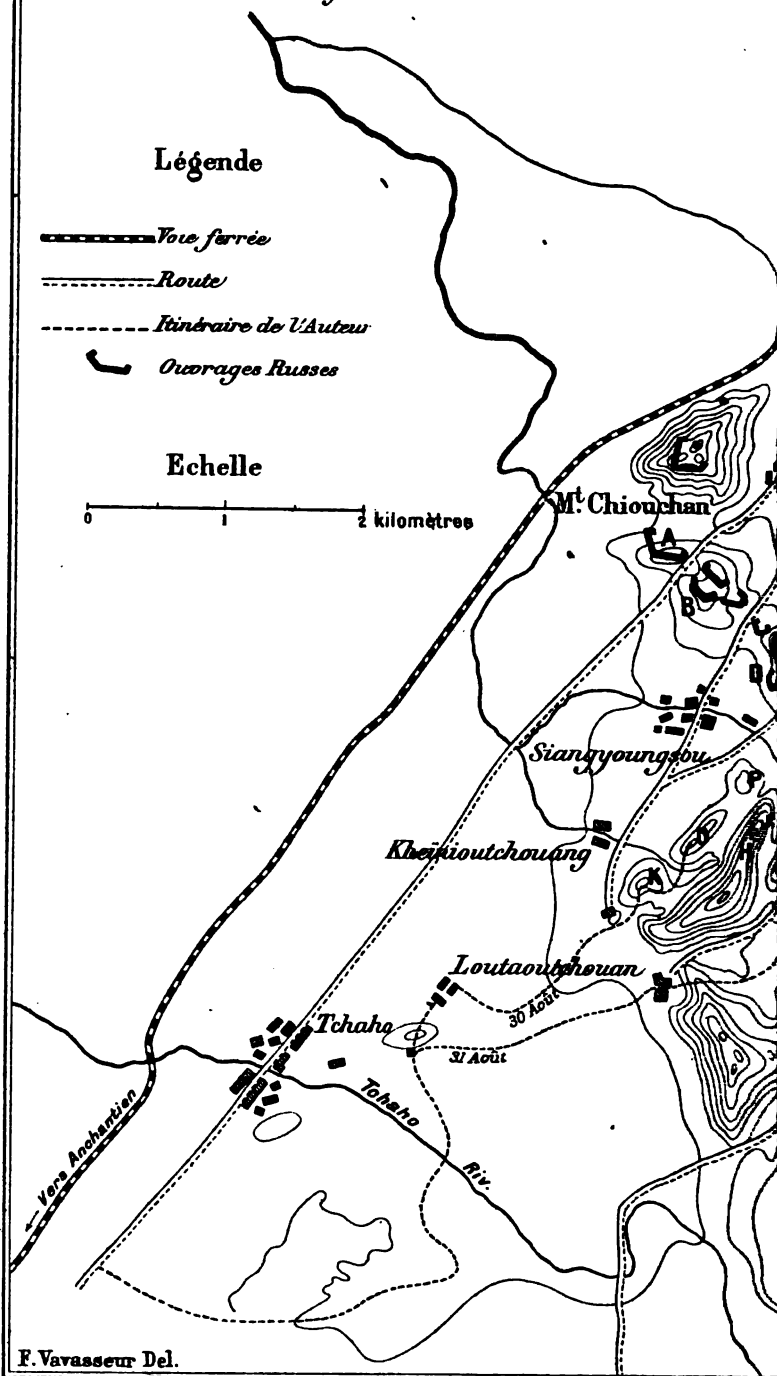 Légende
Voie ferrée
Route
Itinéraire de l'Auteur
Ouvrages Russes
Echelle
0 1 2 kilomètres
Mt. Chiouchan
A
B
D
Siangyoungsou
P
O
H
Kheïnioutchouang
K
Loutaoutchouan
30 Août
Tchaho
31 Août
Tchaho Riv.
← Vers Anchantien
F. Vavasseur Del.